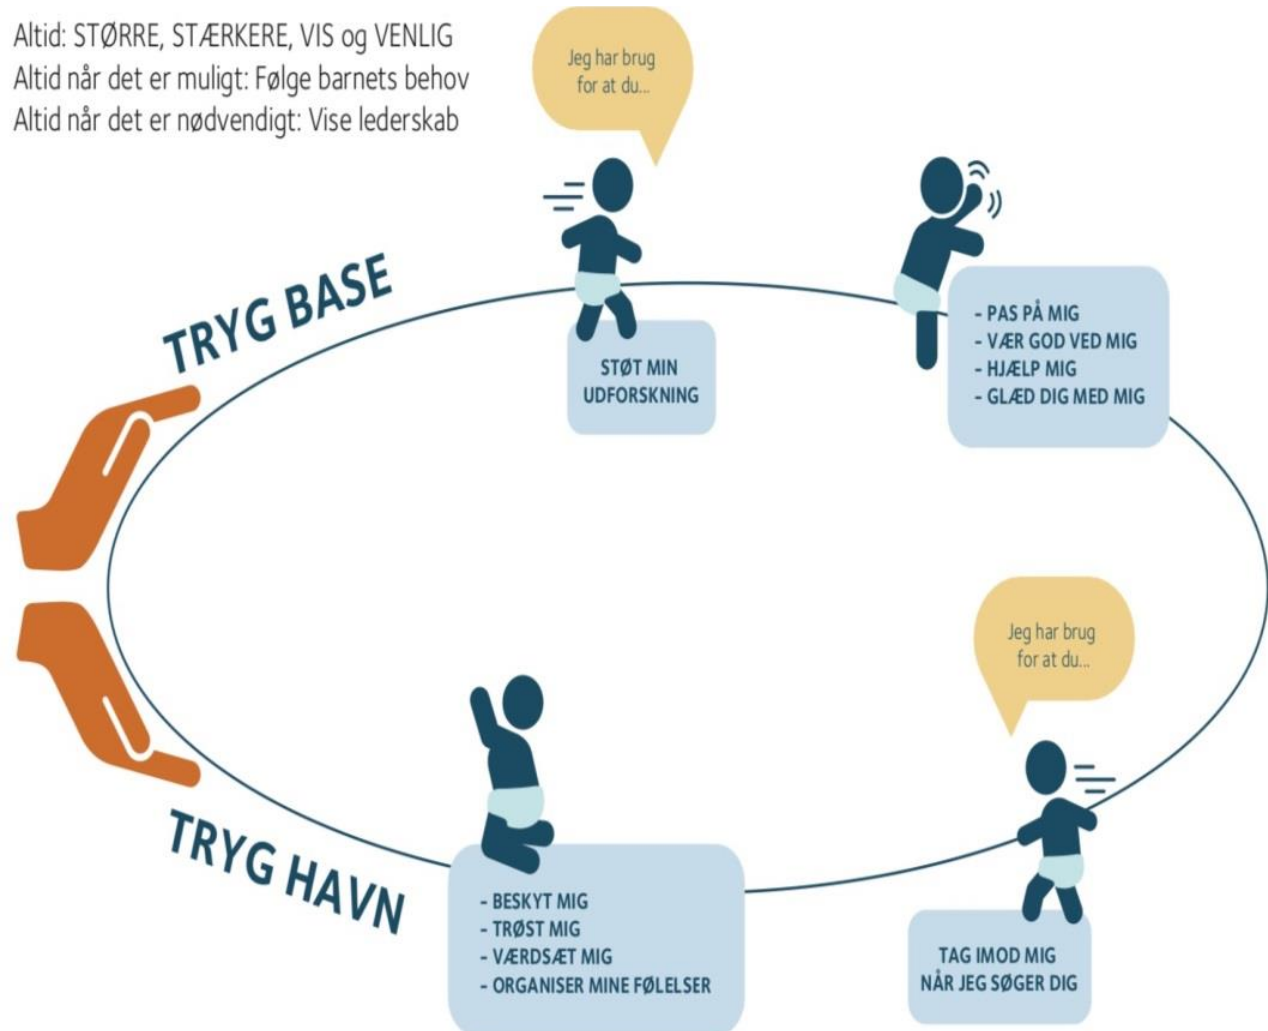 Altid: STØRRE, STÆRKERE, VIS og VENLIG
Altid når det er muligt: Følge barnets behov
Altid når det er nødvendigt: Vise lederskab
Jeg har brug
for at du...
TRYG BASE
STØT MIN
UDFORSKNING
- PAS PÅ MIG
- VÆR GOD VED MIG
- HJÆLP MIG
- GLÆD DIG MED MIG
Jeg har brug
for at du...
TAG IMOD MIG
NÅR JEG SØGER DIG
TRYG HAVN
- BESKYT MIG
- TRØST MIG
- VÆRDSÆT MIG
- ORGANISER MINE FØLELSER